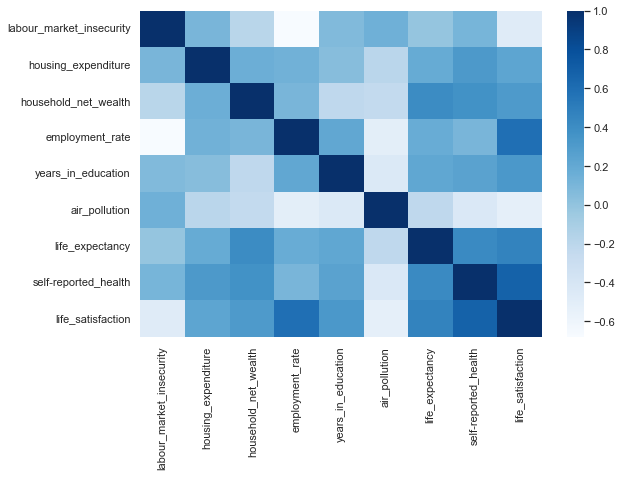 labour_market_insecurity
housing_expenditure
household_net_wealth
employment_rate
years_in_education
air_pollution
life_expectancy
self-reported_health
life_satisfaction
labour_market_insecurity
housing_expenditure
household_net_wealth
employment_rate
years_in_education
air_pollution
life_expectancy
self-reported_health
life_satisfaction
1.0
0.8
0.6
0.4
0.2
0.0
−0.2
−0.4
−0.6